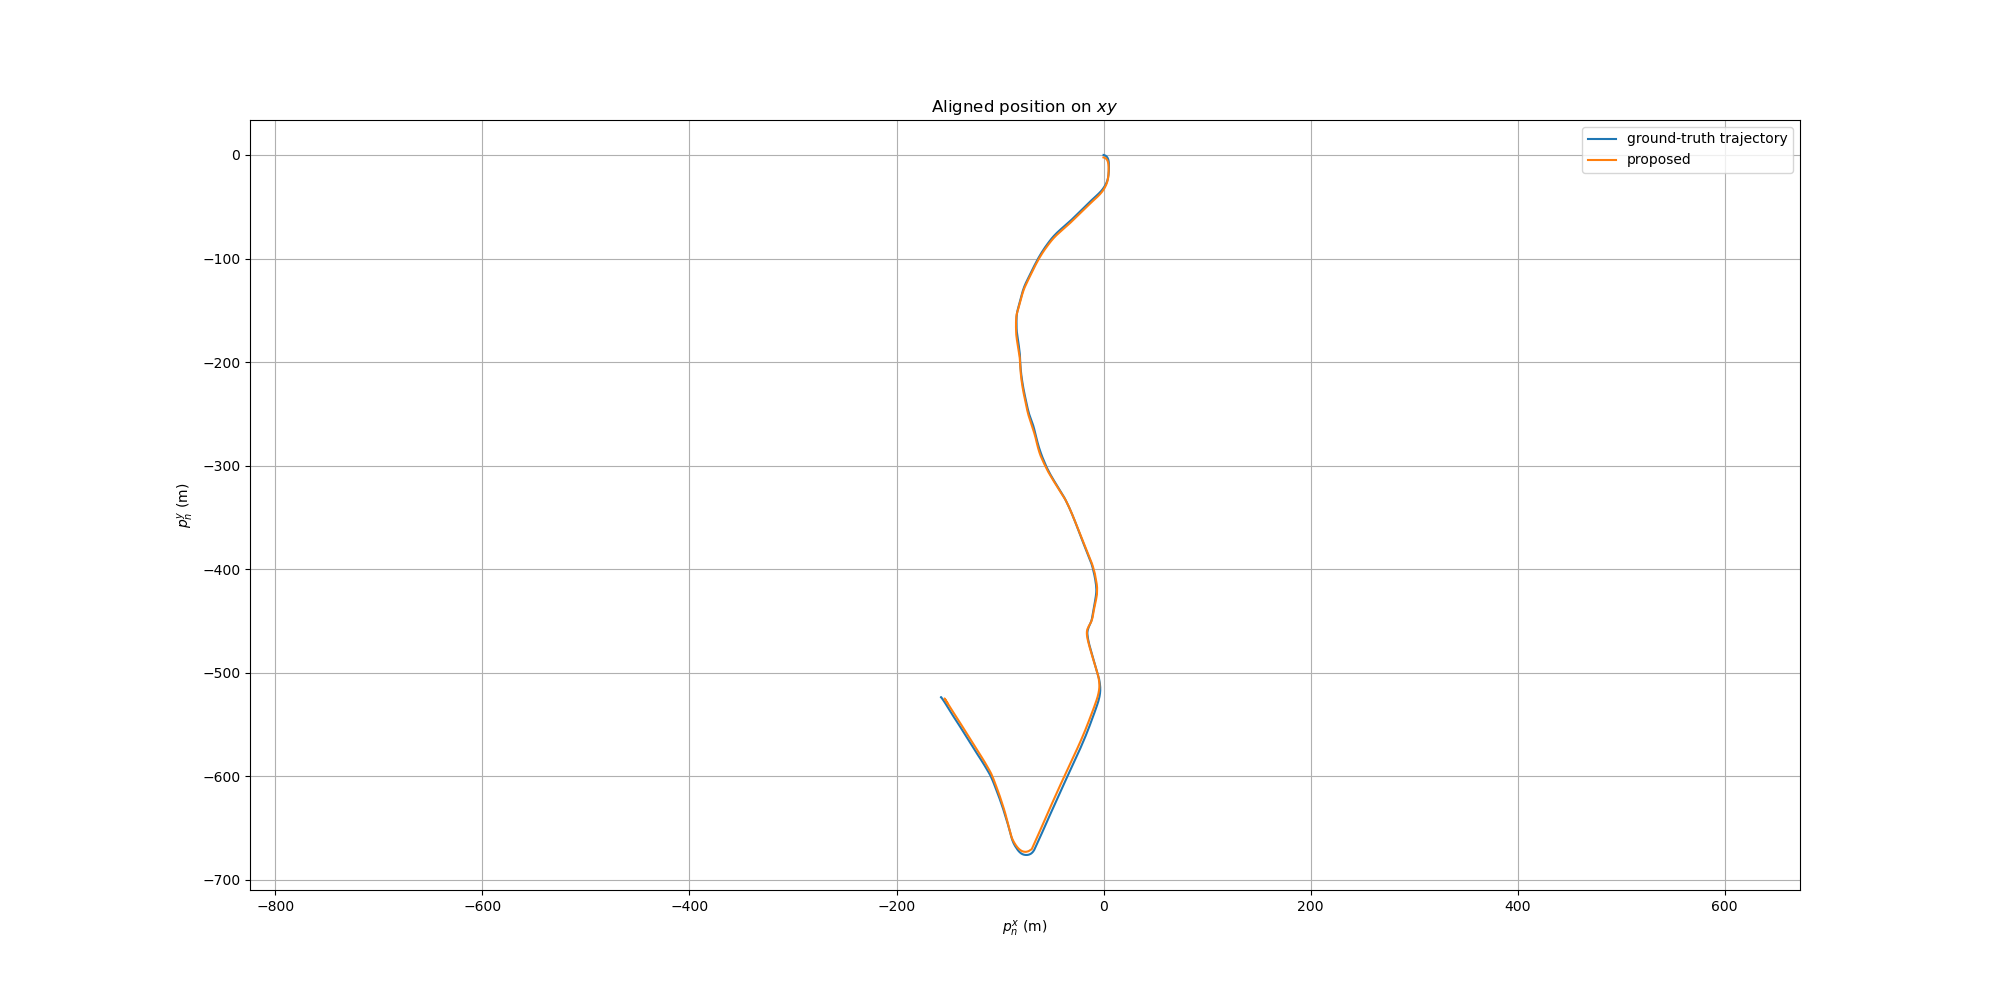 Aligned position on xy
ground-truth trajectory
proposed
0
−100
−200
−300
−400
−500
−600
−700
p_n^y (m)
−800 −600 −400 −200 0 200 400 600
p_n^x (m)